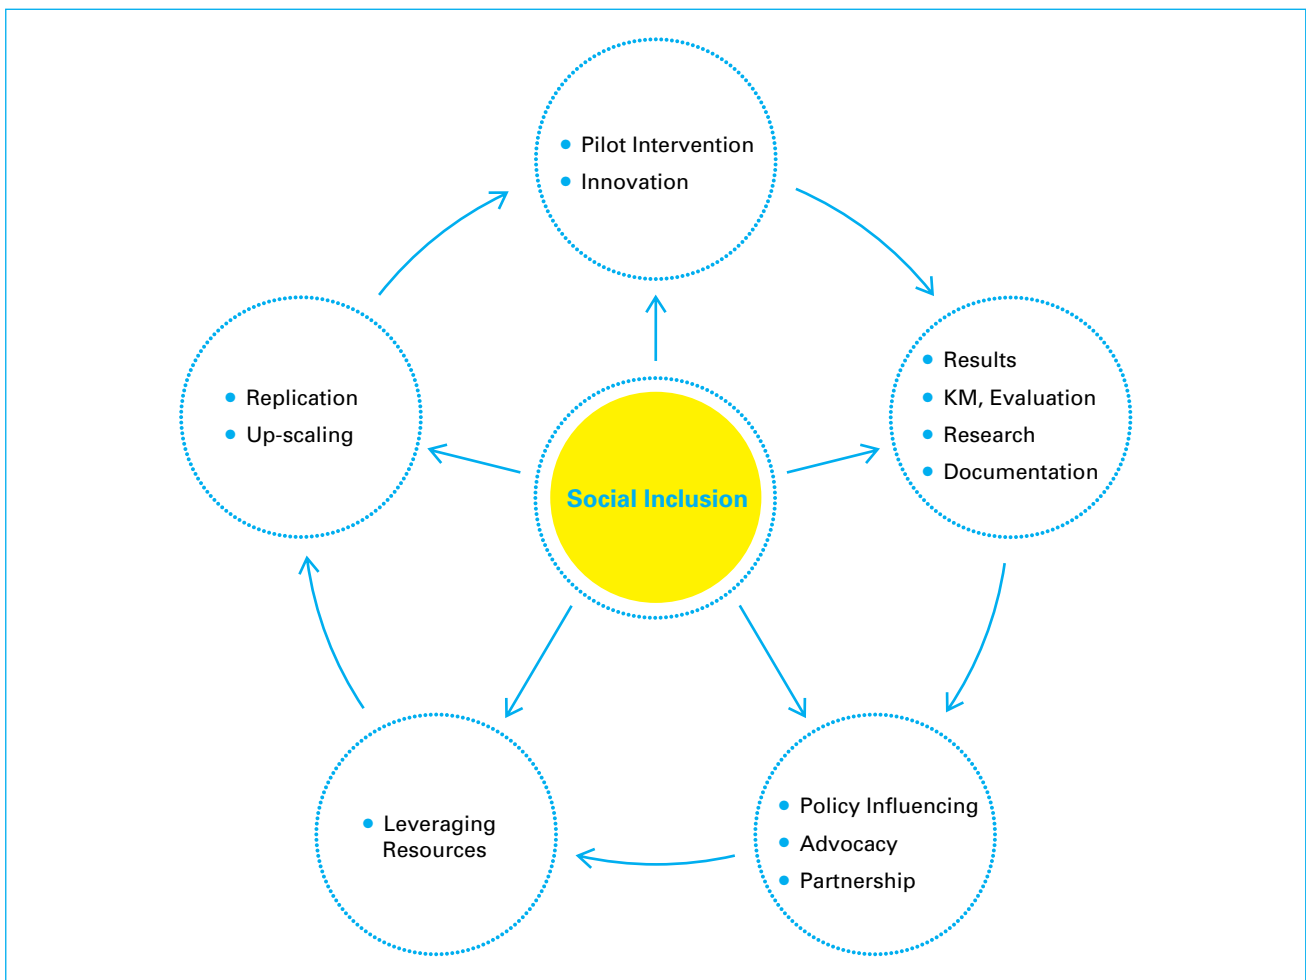 Pilot Intervention
Innovation
Results
KM, Evaluation
Research
Documentation
Replication
Up-scaling
Social Inclusion
Policy Influencing
Advocacy
Partnership
Leveraging
Resources